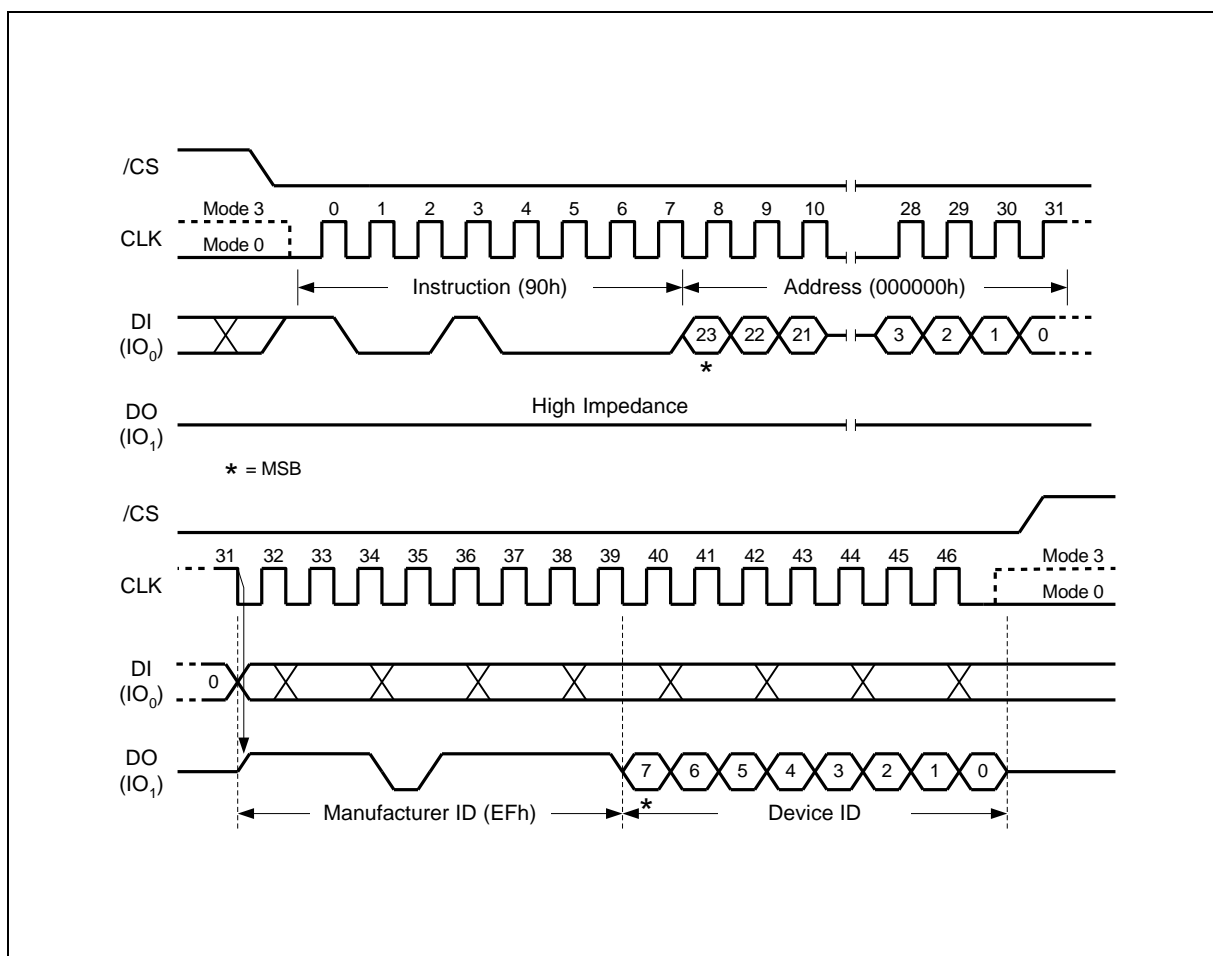 /CS
Mode 3
0 1 2 3 4 5 6 7 8 9 10 28 29 30 31
CLK
Mode 0
Instruction (90h)
Address (000000h)
DI
(IO0)
23 22 21 3 2 1 0
*
DO
(IO1)
High Impedance
* = MSB
/CS
31 32 33 34 35 36 37 38 39 40 41 42 43 44 45 46
Mode 3
CLK
Mode 0
DI
(IO0)
0
DO
(IO1)
7 6 5 4 3 2 1 0
*
Manufacturer ID (EFh)
Device ID